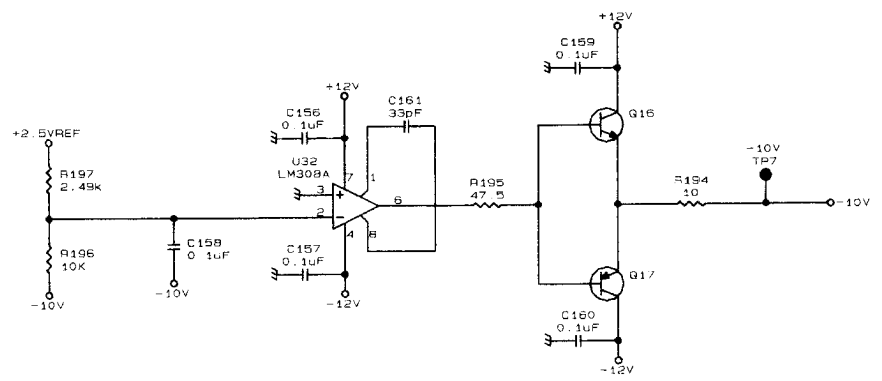 +2.5VREF
R197
2.49k
R196
10K
-10V
C158
0.1uF
-10V
C156
0.1uF
+12V
U32
LM308A
7
1
3
+
2
-
6
4
8
C161
33pF
C157
0.1uF
-12V
R195
47.5
C159
0.1uF
+12V
Q16
Q17
C160
0.1uF
-12V
R194
10
-10V
TP7
-10V